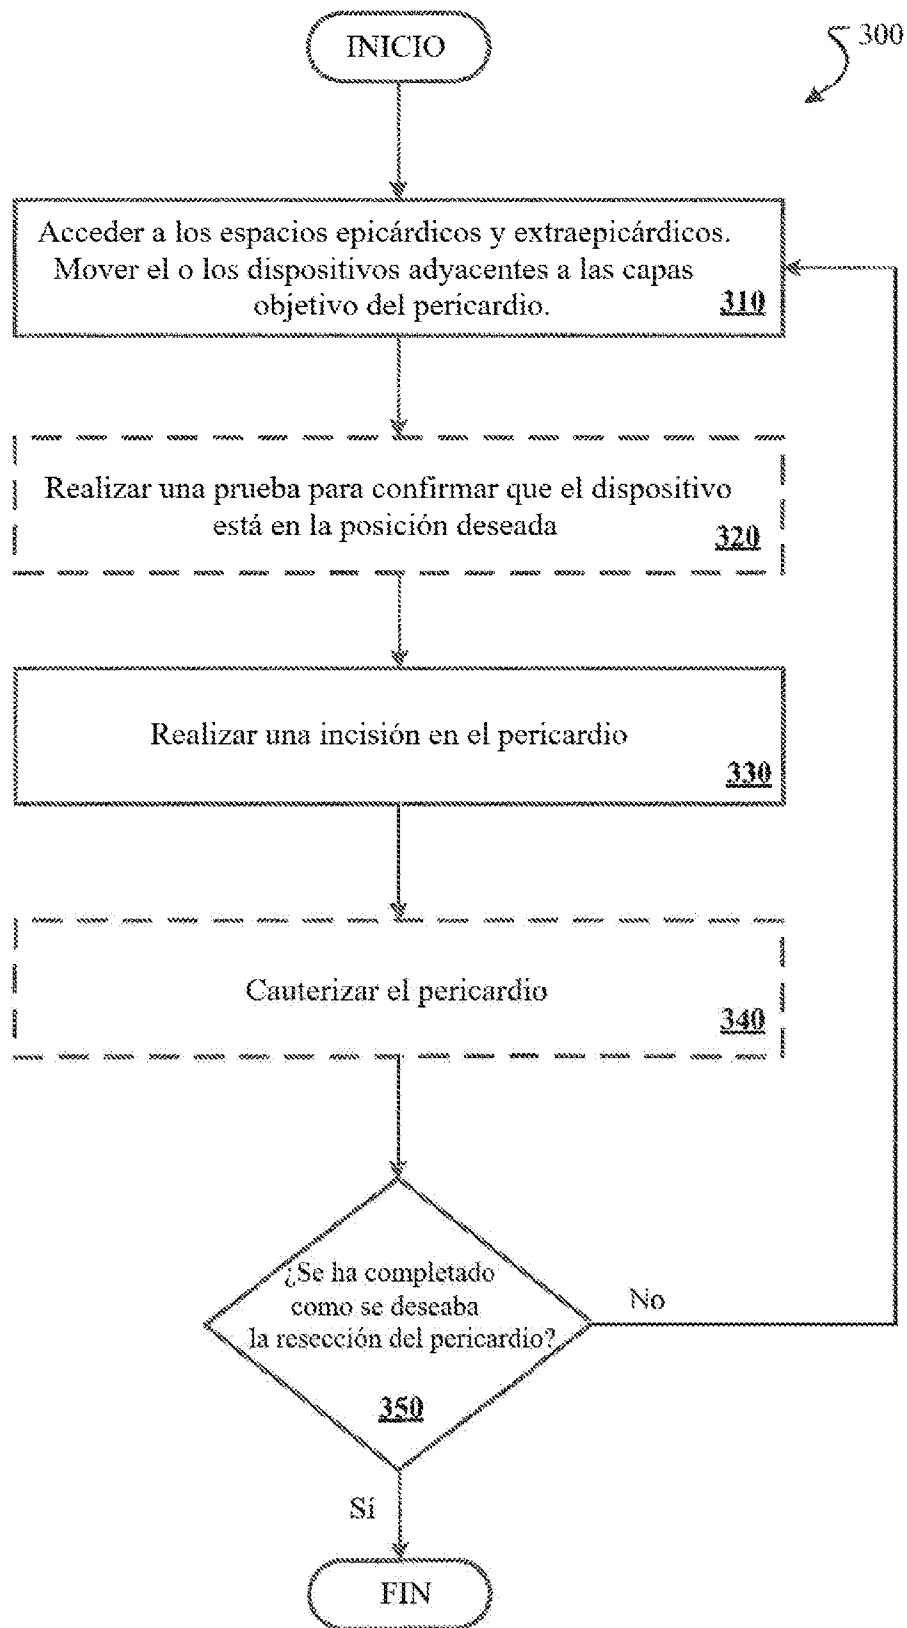 INICIO
300
Acceder a los espacios epicárdicos y extraepicárdicos.
Mover el o los dispositivos adyacentes a las capas
objetivo del pericardio.
310
Realizar una prueba para confirmar que el dispositivo
está en la posición deseada
320
Realizar una incisión en el pericardio
330
Cauterizar el pericardio
340
¿Se ha completado
como se deseaba
la resección del pericardio?
350
No
Sí
FIN